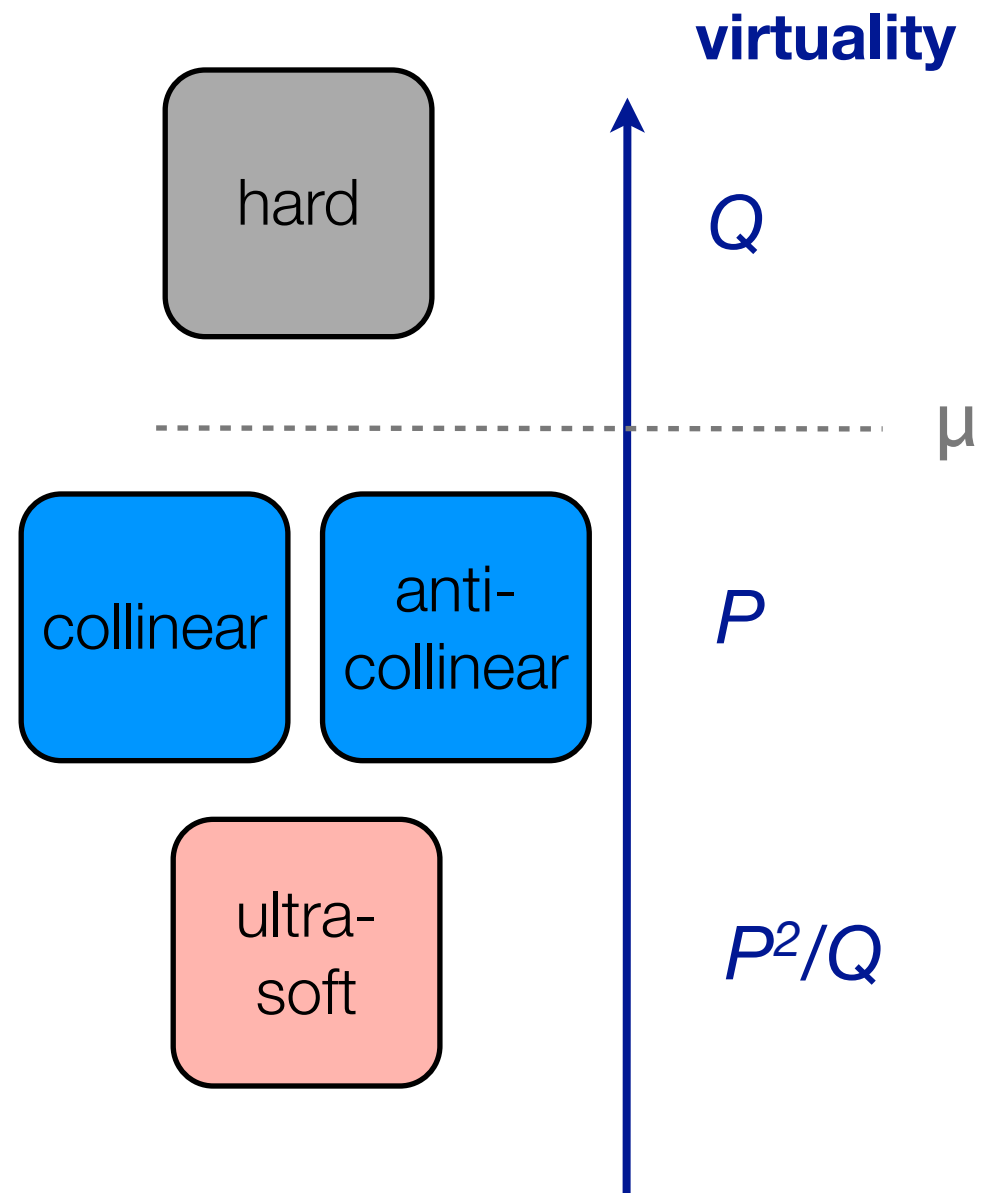 virtuality
hard
Q
μ
collinear
anti-
collinear
P
ultra-
soft
P²/Q